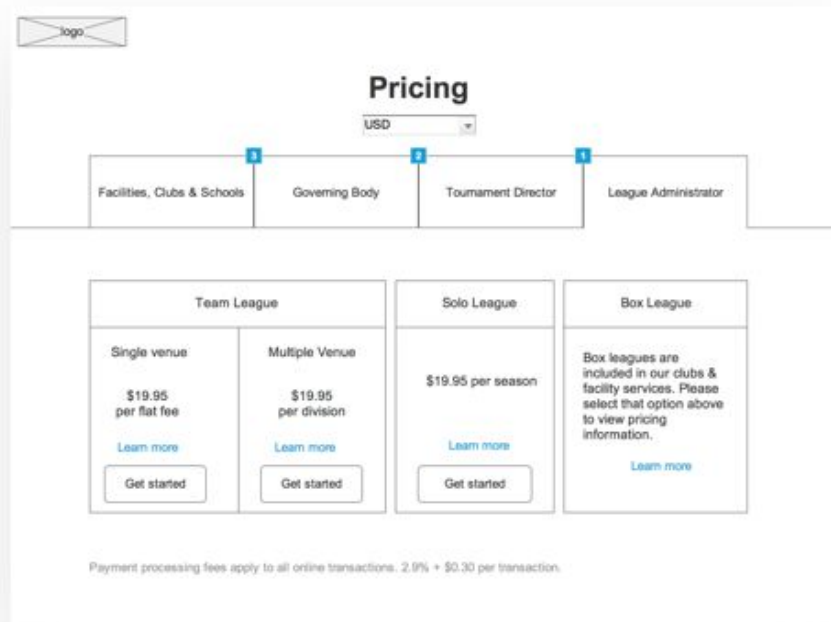 logo
Pricing
USD
3
2
1
Facilities, Clubs & Schools
Governing Body
Tournament Director
League Administrator
Team League
Solo League
Box League
Single venue
$19.95
per flat fee
Learn more
Get started
Multiple Venue
$19.95
per division
Learn more
Get started
$19.95 per season
Learn more
Get started
Box leagues are
included in our clubs &
facility services. Please
select that option above
to view pricing
information.
Learn more
Payment processing fees apply to all online transactions. 2.9% + $0.30 per transaction.